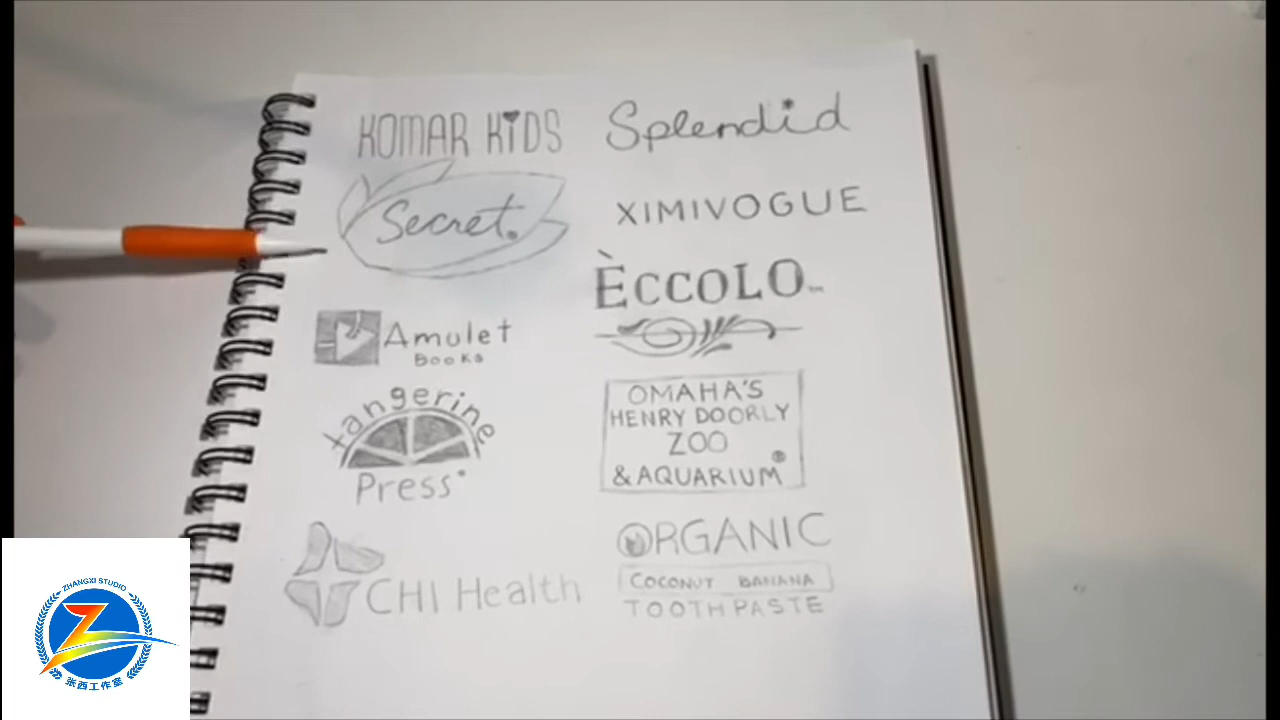 KOMAR KiDS
Splendid
Secret.
XIMIVOGUE
ÈCCOLO™
Amulet
BOOKS
tangerine
Press®
OMAHA'S
HENRY DOORLY
ZOO
& AQUARIUM®
CHI Health
ORGANIC
COCONUT BANANA
TOOTHPASTE
ZHANGXI STUDIO
Z
张西工作室